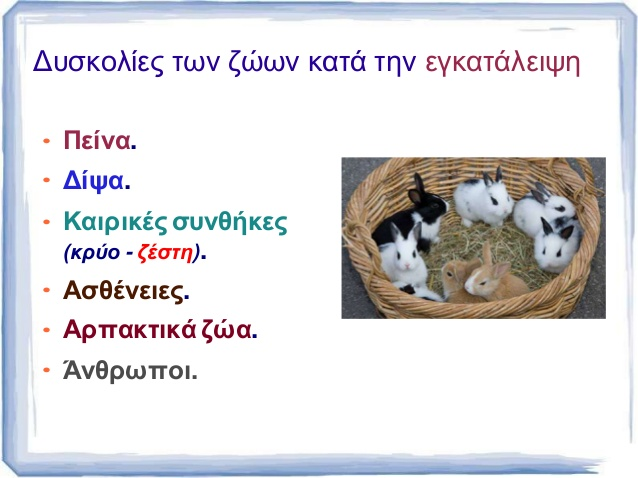 Δυσκολίες των ζώων κατά την εγκατάλειψη
• Πείνα.
• Δίψα.
• Καιρικές συνθήκες
(κρύο - ζέστη).
• Ασθένειες.
• Αρπακτικά ζώα.
• Άνθρωποι.